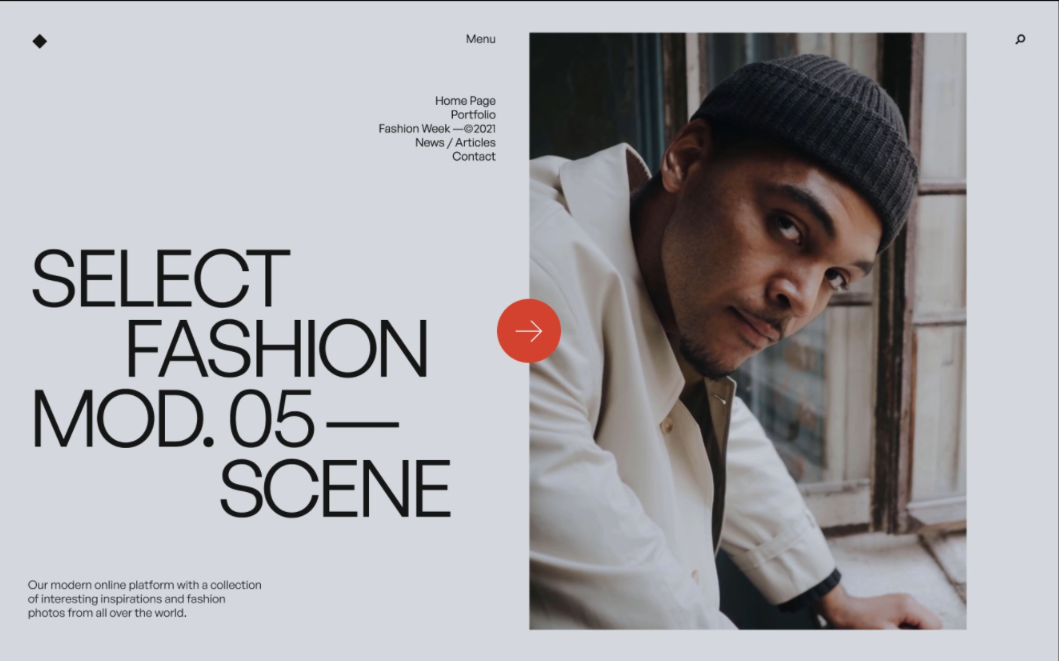 Menu
Home Page
Portfolio
Fashion Week —©2021
News / Articles
Contact
SELECT
FASHION
MOD. 05 —
SCENE
Our modern online platform with a collection
of interesting inspirations and fashion
photos from all over the world.